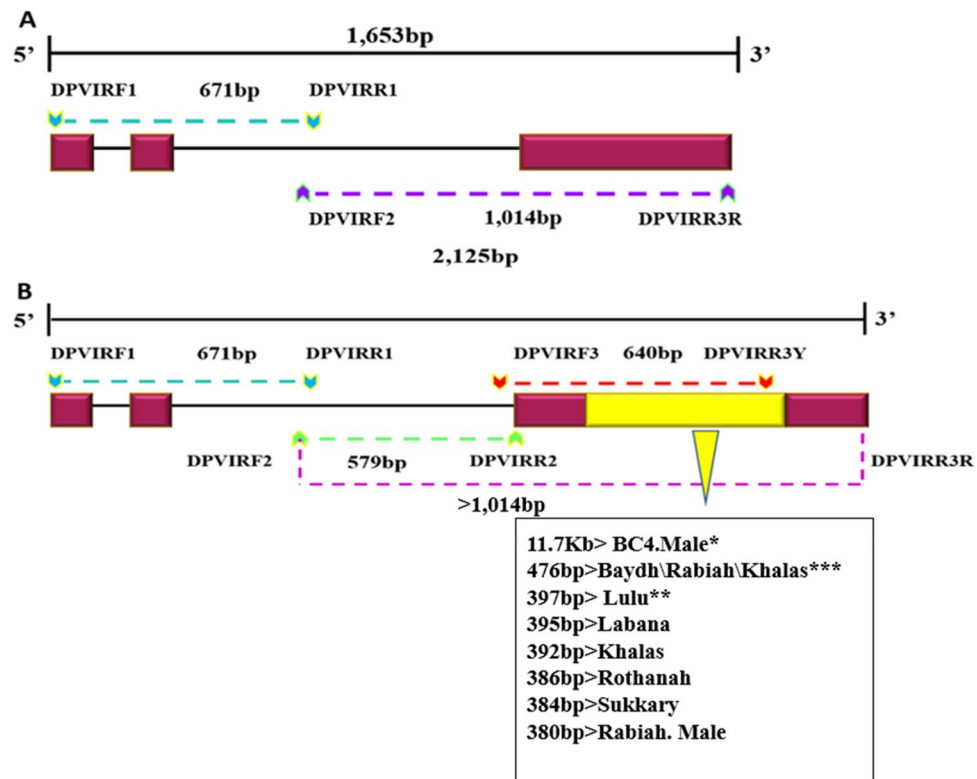 A
1,653bp
5’ 3’
DPVIRF1 671bp DPVIRR1
DPVIRF2 1,014bp DPVIRR3R
2,125bp
B
5’ 3’
DPVIRF1 671bp DPVIRR1 DPVIRF3 640bp DPVIRR3Y
DPVIRF2 579bp DPVIRR2 DPVIRR3R
>1,014bp
11.7Kb> BC4.Male*
476bp>Baydh\Rabiah\Khalas***
397bp> Lulu**
395bp>Labana
392bp>Khalas
386bp>Rothanah
384bp>Sukkary
380bp>Rabiah. Male